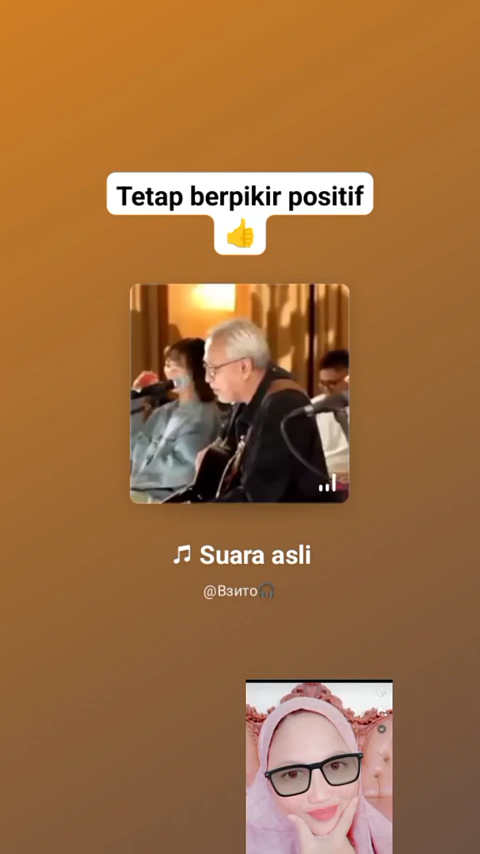 Tetap berpikir positif
👍
♫ Suara asli
@Взито🎧